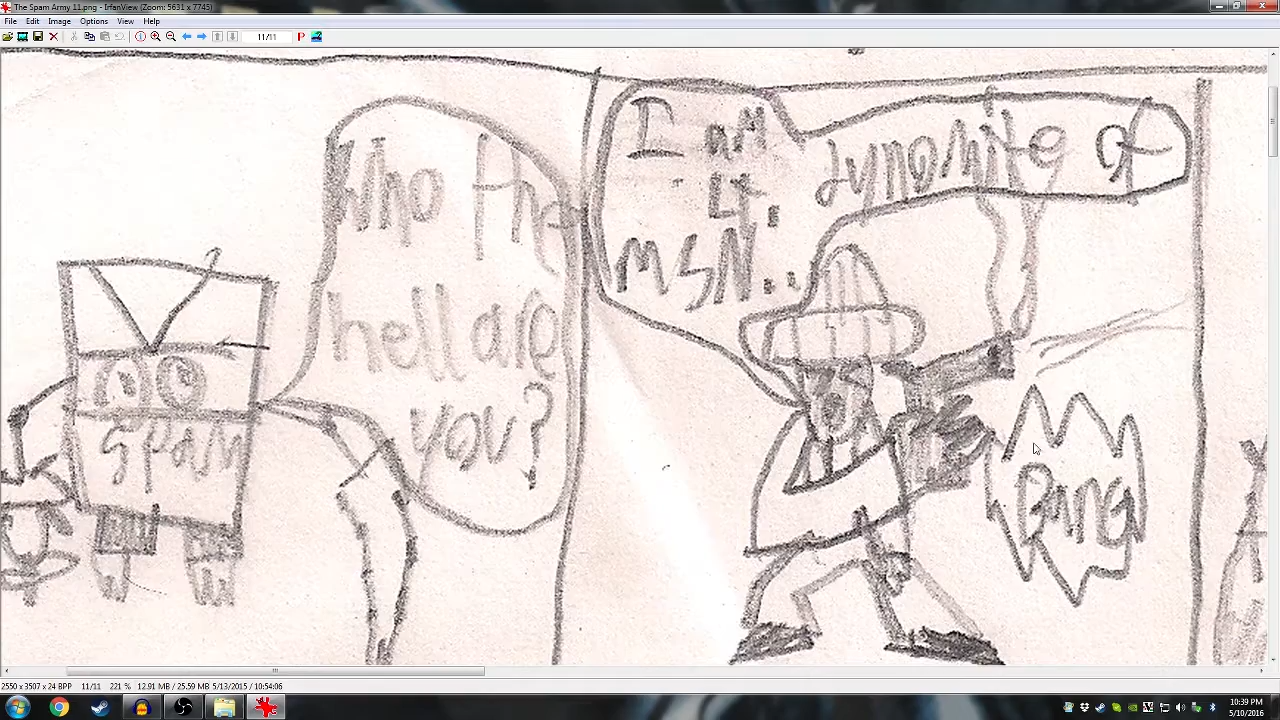 The Spam Army 11.png - IrfanView (Zoom: 5631 x 7745)
File Edit Image Options View Help
11/11
Who the
hell are
you?
SPAM
I am
Lt. dynomite of
MSN..
Bang
2550 x 3507 x 24 BPP 11/11 221 % 12.91 MB / 25.59 MB 5/13/2015 / 10:54:06
10:39 PM
5/10/2016